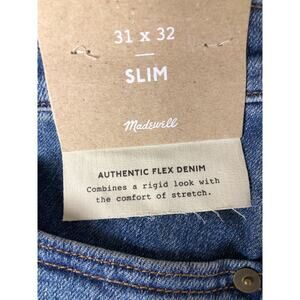 31 x 32
SLIM
Madewell
AUTHENTIC FLEX DENIM
Combines a rigid look with
the comfort of stretch.